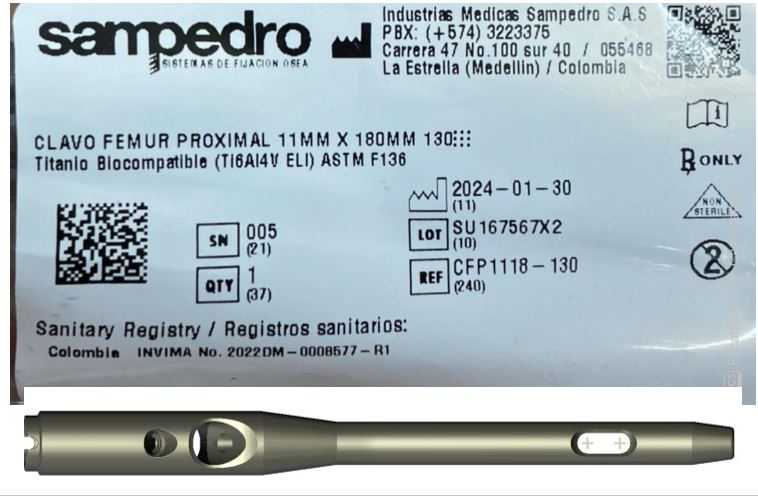 sampedro
SISTEMAS DE FIJACION OSEA
Industrias Medicas Sampedro S.A.S
PBX: (+574) 3223375
Carrera 47 No.100 sur 40 / 055468
La Estrella (Medellin) / Colombia
CLAVO FEMUR PROXIMAL 11MM X 180MM 130
Titanio Biocompatible (Ti6Al4V ELI) ASTM F136
i
R ONLY
NON
STERILE
2
2024-01-30
(11)
SN 005
(21)
LOT SU167567X2
(10)
QTY 1
(37)
REF CFP1118-130
(240)
Sanitary Registry / Registros sanitarios:
Colombia INVIMA No. 2022DM-0008577-R1